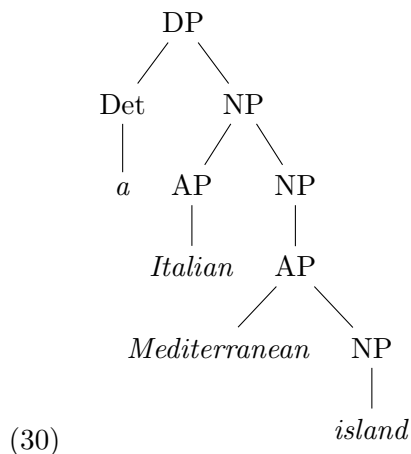 DP
Det NP
a AP NP
Italian AP
Mediterranean NP
(30) island